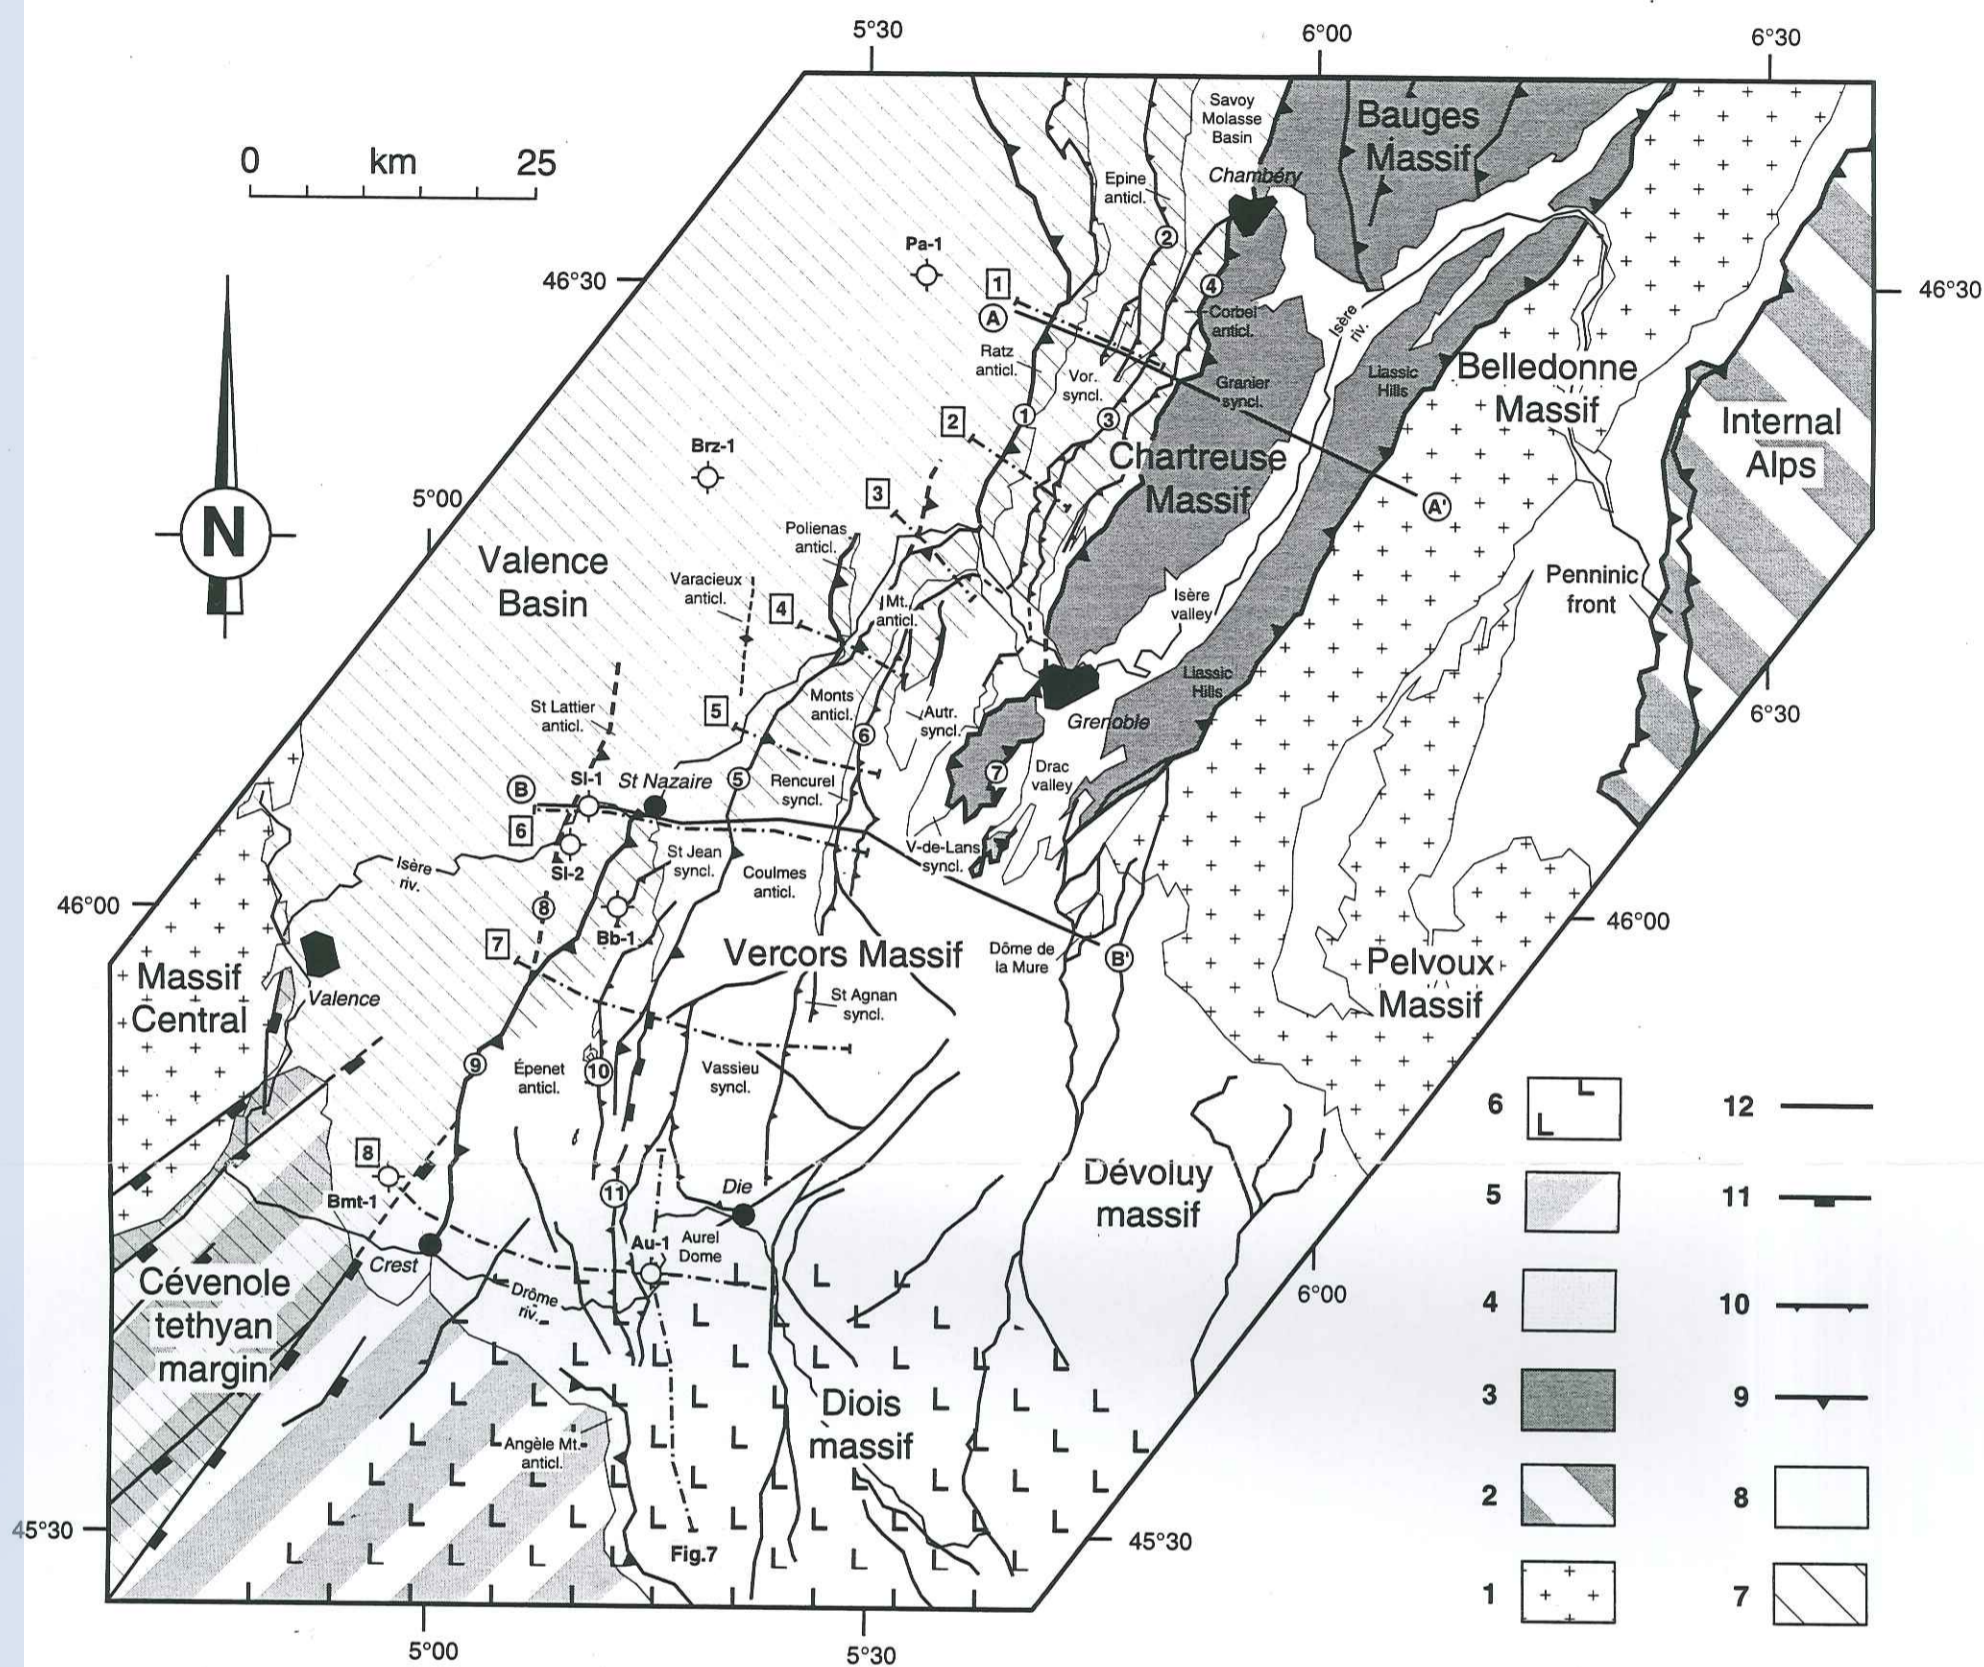 5°30
6°00
6°30
0 km 25
Savoy
Molasse
Basin
Bauges
Massif
Chambéry
Epine
anticl.
2
Pa-1
46°30
1
A
4
Corbel
anticl.
46°30
Isère
riv.
Ratz
anticl.
Vor.
syncl.
Granier
syncl.
Liassic
Hills
Belledonne
Massif
Internal
Alps
2
1
3
Brz-1
Chartreuse
Massif
5°00
3
A'
N
Polienas
anticl.
Valence
Basin
Varacieux
anticl.
4
Mt.
anticl.
Isère
valley
Penninic
front
St Lattier
anticl.
5
Monts
anticl.
Autr.
syncl.
6
Liassic
Hills
Grenoble
6°30
B
Sl-1
St Nazaire
5
Rencurel
syncl.
7
Drac
valley
6
Isère
riv.
Sl-2
St Jean
syncl.
Coulmes
anticl.
V-de-Lans
syncl.
46°00
8
Bb-1
7
46°00
Massif
Central
Valence
Vercors Massif
Dôme de
la Mure
B'
Pelvoux
Massif
St Agnan
syncl.
9
Épenet
anticl.
10
Vassieu
syncl.
8
Bmt-1
11
Die
Dévoluy
massif
Crest
Au-1
Aurel
Dome
Cévenole
tethyan
margin
Drôme
riv.
6°00
Angèle Mt.
anticl.
Diois
massif
45°30
Fig.7
45°30
5°00
5°30
6
12
5
11
4
10
3
9
2
8
1
7